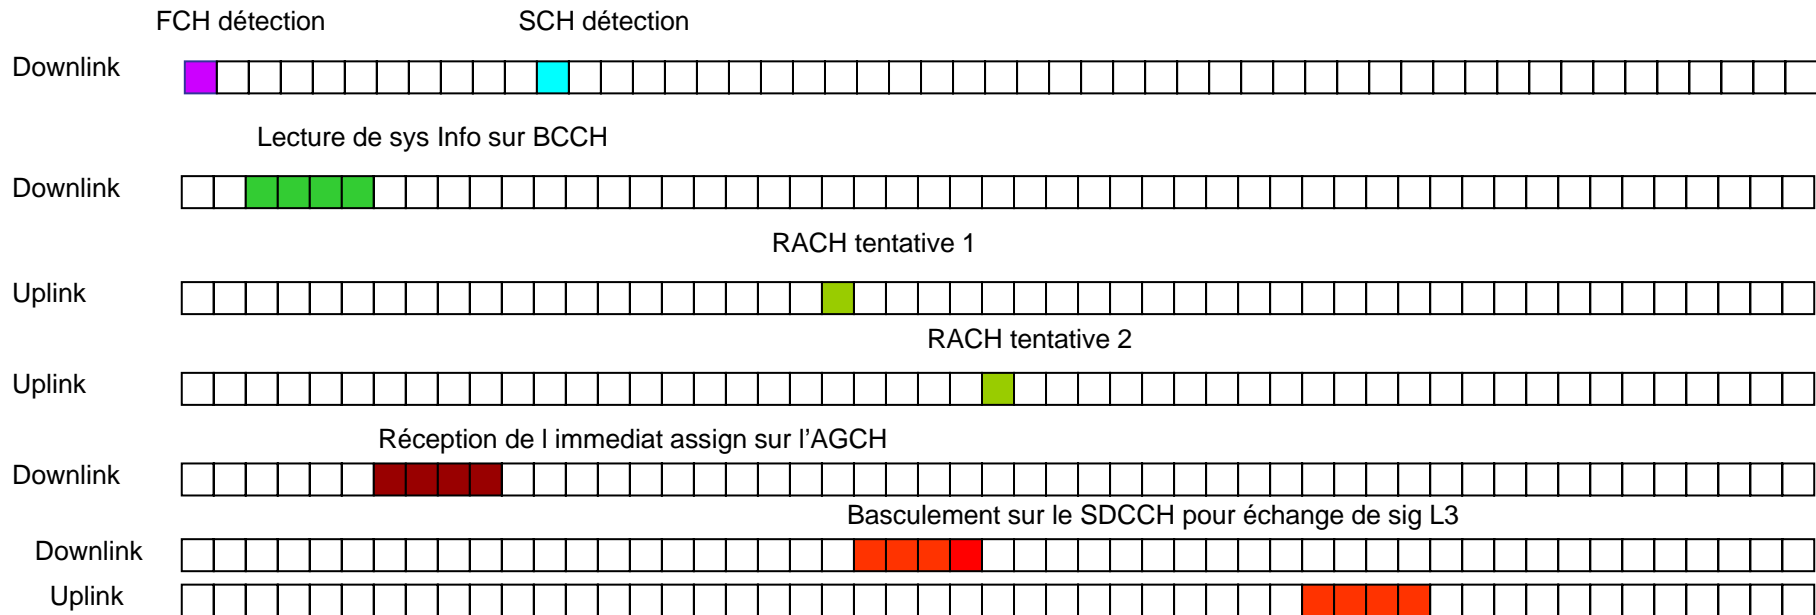 FCH détection SCH détection
Downlink
Lecture de sys Info sur BCCH
Downlink
RACH tentative 1
Uplink
RACH tentative 2
Uplink
Réception de l immediat assign sur l'AGCH
Downlink
Basculement sur le SDCCH pour échange de sig L3
Downlink
Uplink